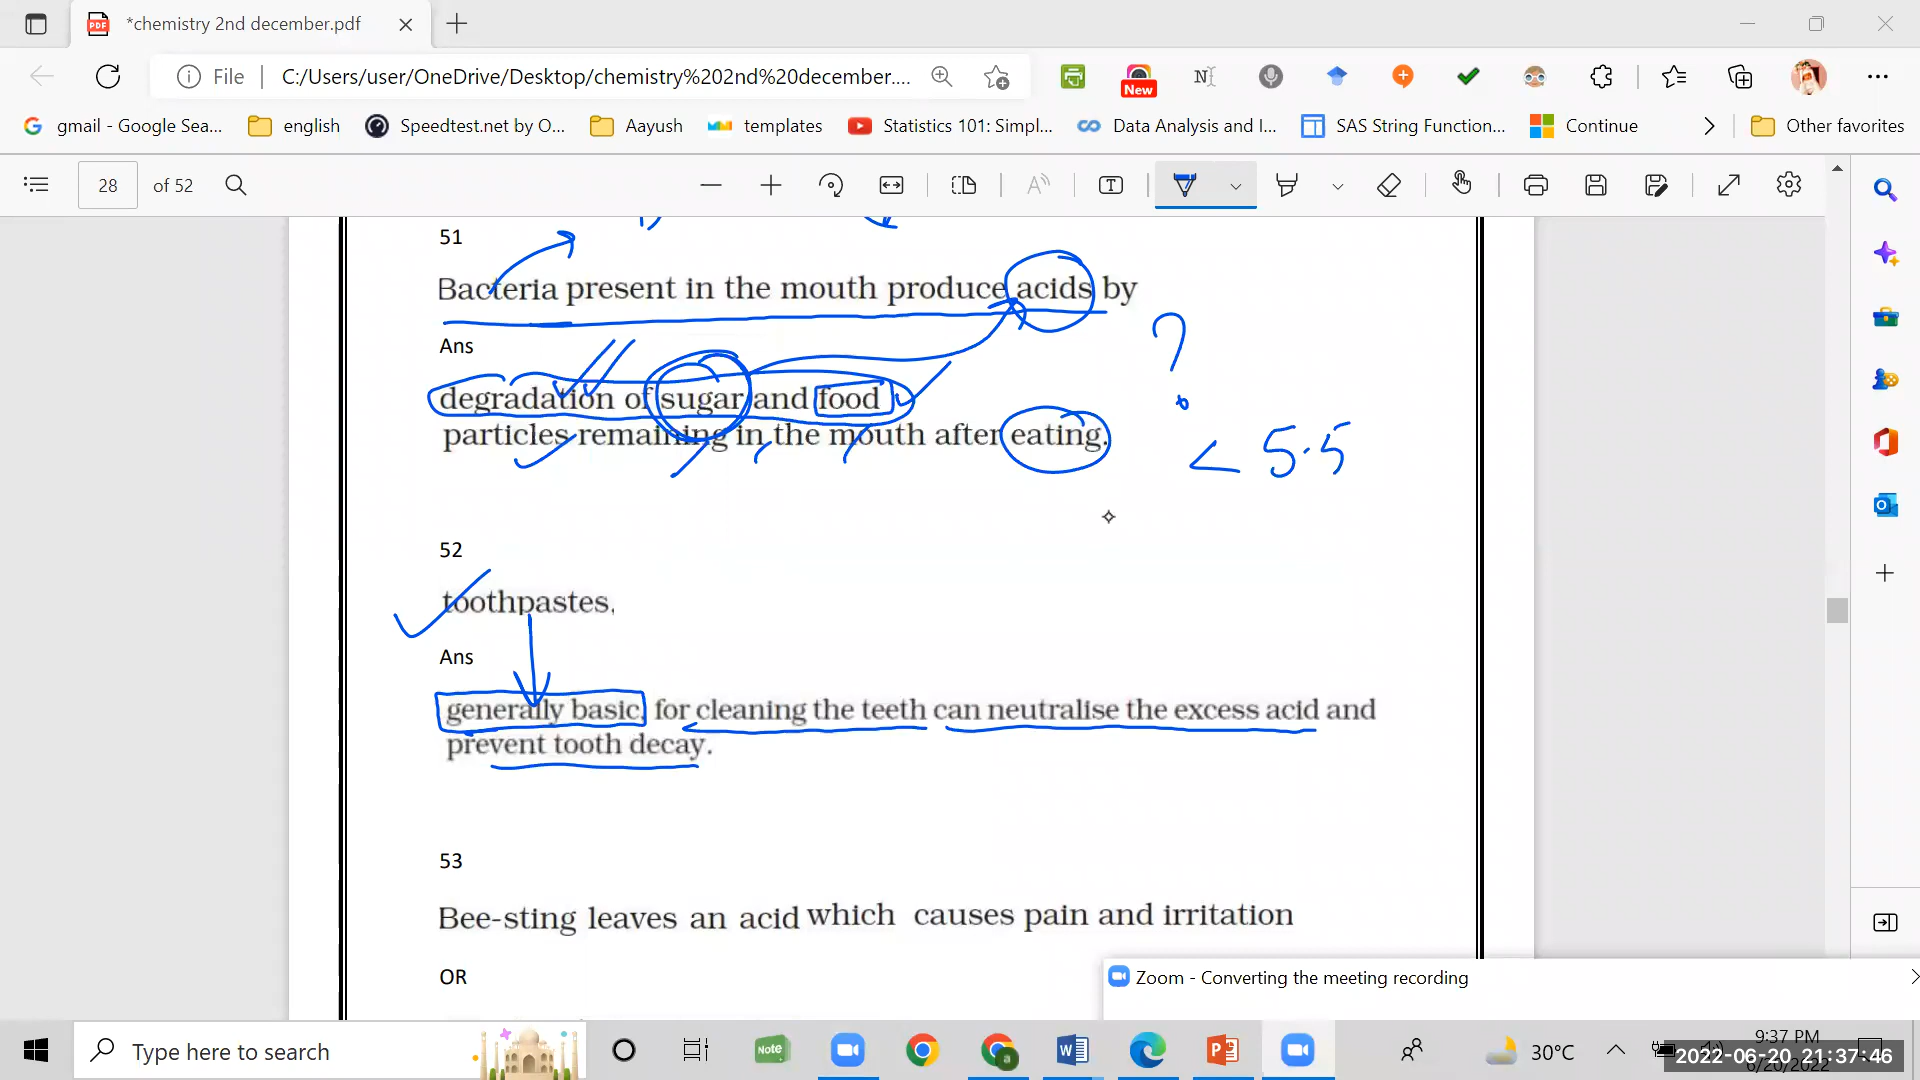 *chemistry 2nd december.pdf
File
C:/Users/user/OneDrive/Desktop/chemistry%202nd%20december....
New
gmail - Google Sea...
english
Speedtest.net by O...
Aayush
templates
Statistics 101: Simpl...
Data Analysis and I...
SAS String Function...
Continue
Other favorites
28 of 52
51
Bacteria present in the mouth produce acids by
?
Ans
degradation of sugar and food
particles remaining in the mouth after eating.
< 5.5
52
toothpastes,
Ans
generally basic, for cleaning the teeth can neutralise the excess acid and
prevent tooth decay.
53
Bee-sting leaves an acid which causes pain and irritation
OR
Zoom - Converting the meeting recording
Type here to search
Note
30°C
9:37 PM
2022-06-20 21:37:46